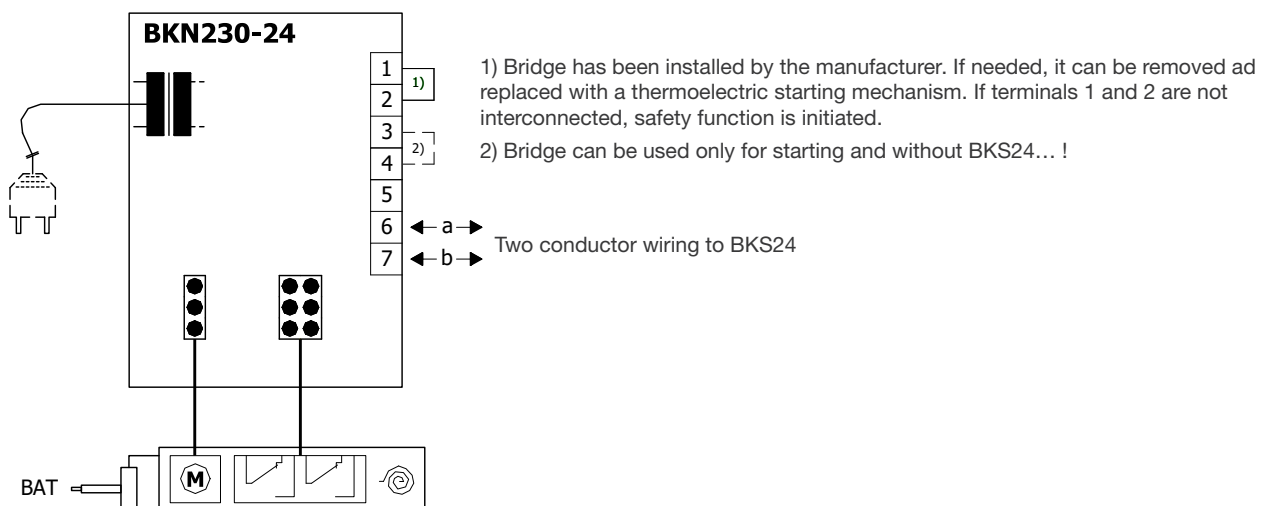 BKN230-24
1
2
3
4
5
6
7
1)
2)
1) Bridge has been installed by the manufacturer. If needed, it can be removed ad
replaced with a thermoelectric starting mechanism. If terminals 1 and 2 are not
interconnected, safety function is initiated.
2) Bridge can be used only for starting and without BKS24… !
a
b
Two conductor wiring to BKS24
BAT
M